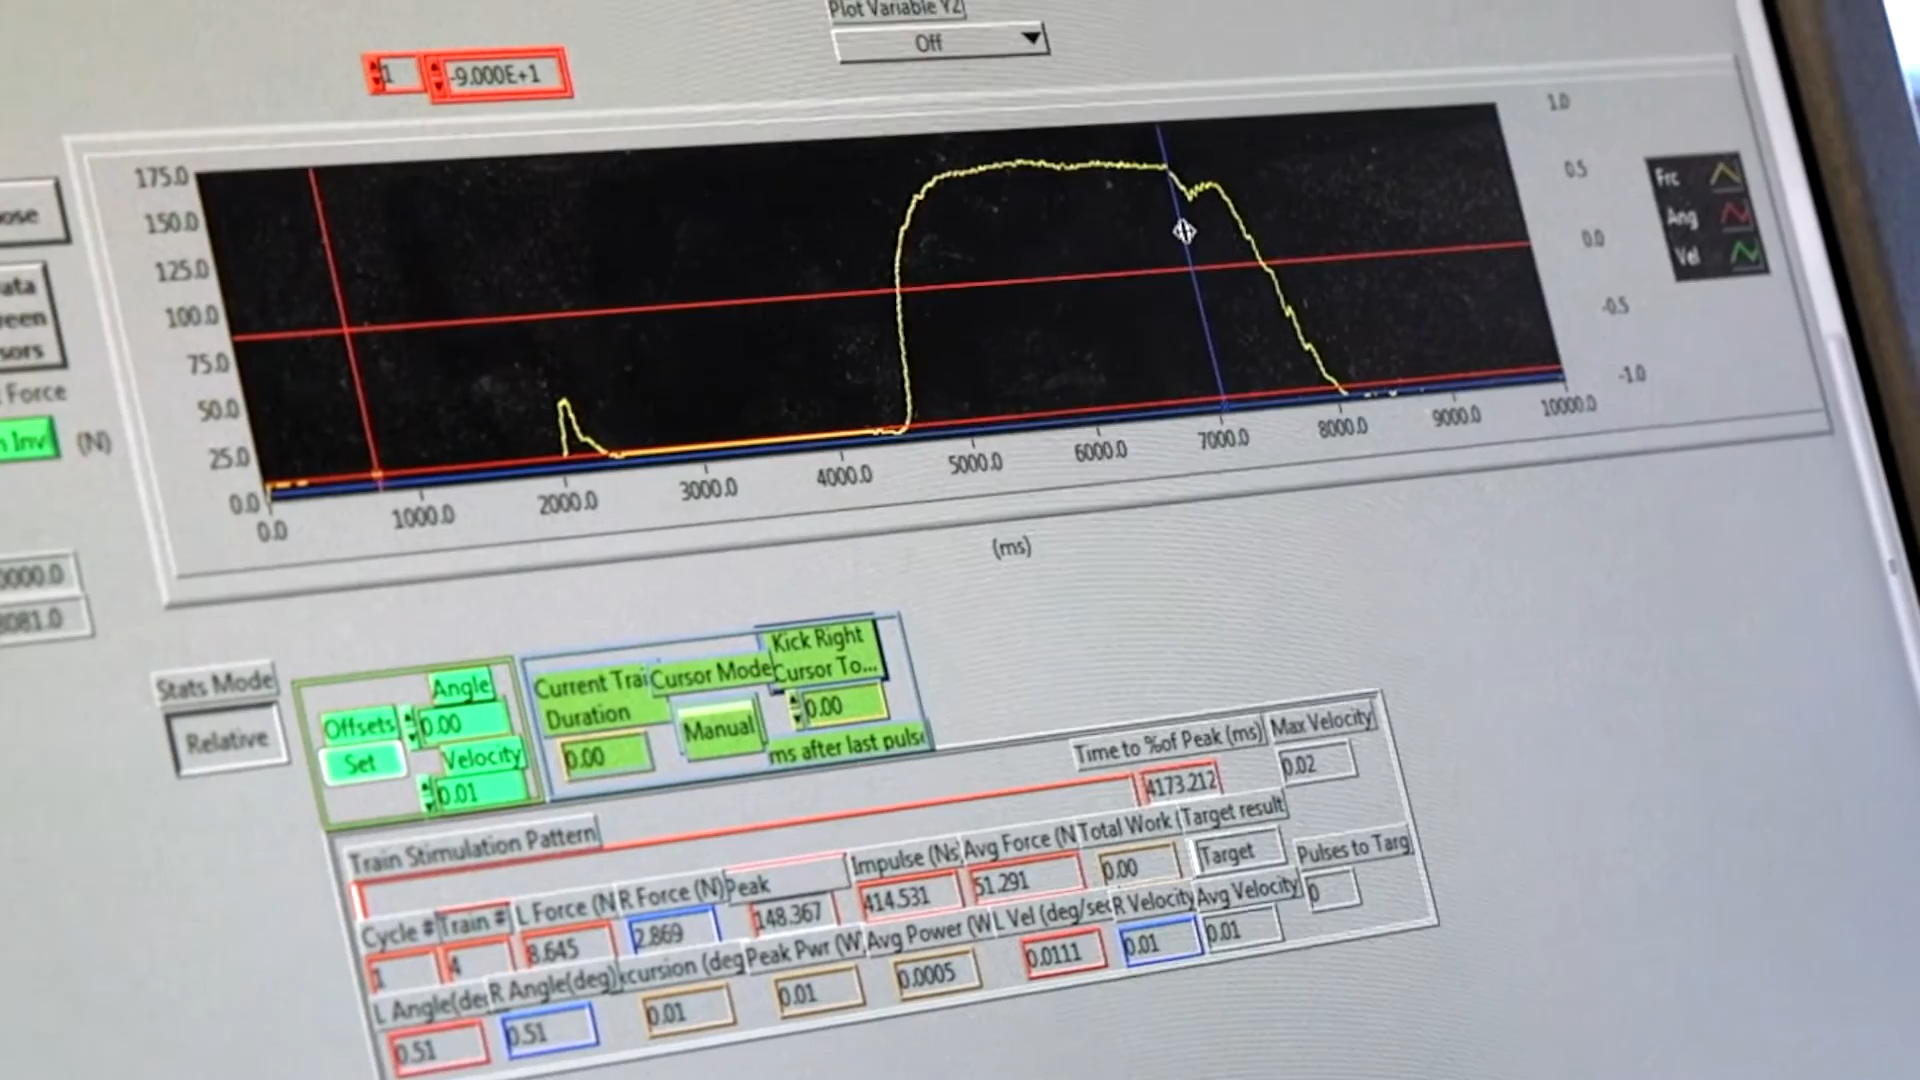 Plot Variable Y2
Off
1
-9.000E+1
175.0
150.0
125.0
100.0
75.0
50.0
25.0
0.0
1.0
0.5
0.0
-0.5
-1.0
Frc
Ang
Vel
0.0
1000.0
2000.0
3000.0
4000.0
5000.0
6000.0
7000.0
8000.0
9000.0
10000.0
(ms)
ose
ata
reen
sors
Force
n Inv
(N)
0000.0
8081.0
Stats Mode
Relative
Angle
Offsets
0.00
Set
Velocity
0.01
Current Trai
Duration
0.00
Cursor Mode
Manual
Kick Right
Cursor To...
0.00
ms after last puls
Time to %of Peak (ms)
4173.212
Max Velocity
0.02
Train Stimulation Pattern
Cycle #
1
Train #
4
L Force (N
8.645
R Force (N)
2.869
Peak
148.367
Impulse (Ns
414.531
Avg Force (N
51.291
Total Work (
0.00
Target result
Target
Pulses to Targ
0
L Angle(de
0.51
R Angle(deg)
0.51
xcursion (deg
0.01
Peak Pwr (W
0.01
Avg Power (W
0.0005
L Vel (deg/sec
0.0111
R Velocity
0.01
Avg Velocity
0.01